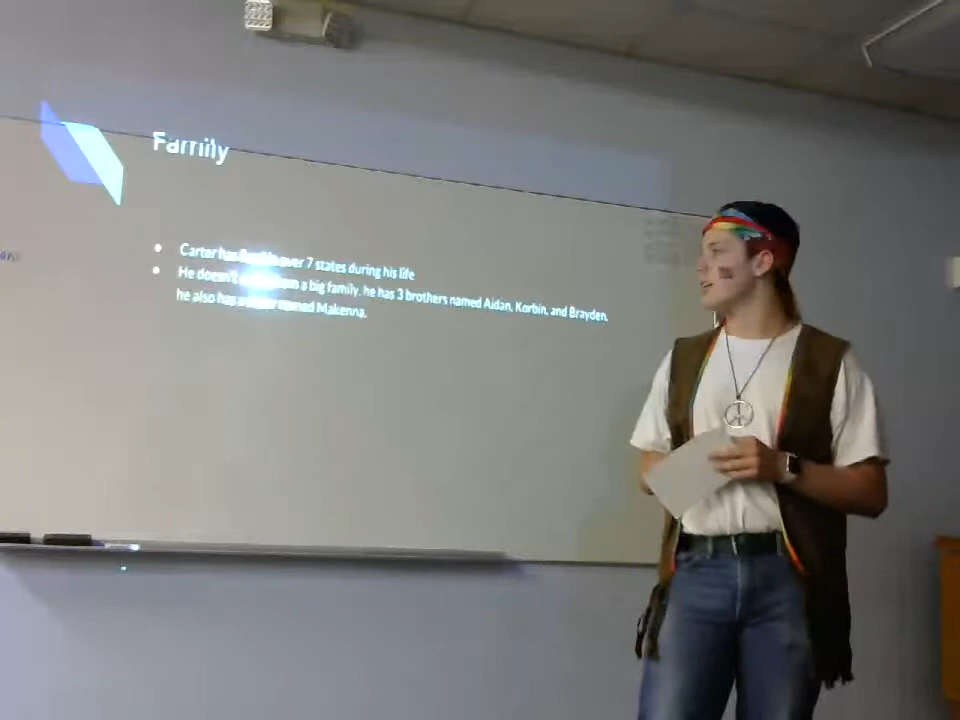 Family
Carter has over 7 states during his life
He doesn't a big family, he has 3 brothers named Aidan, Korbin, and Brayden,
he also has a named Makenna.